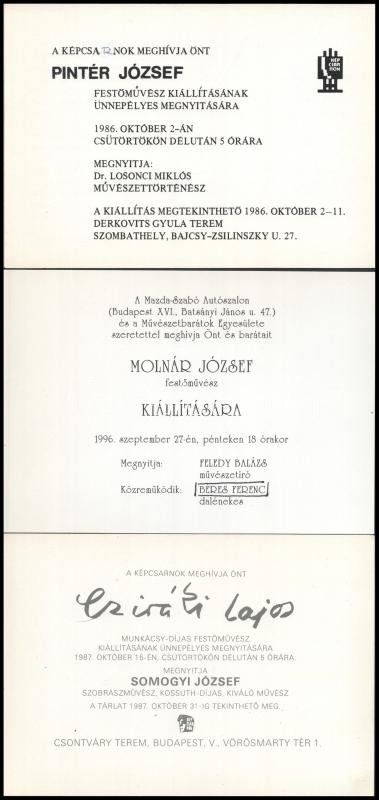 A KÉPCSARNOK MEGHÍVJA ÖNT
KÉP
CSAR
NOK
PINTÉR JÓZSEF
FESTŐMŰVÉSZ KIÁLLÍTÁSÁNAK
ÜNNEPÉLYES MEGNYITÁSÁRA
1986. OKTÓBER 2-ÁN
CSÜTÖRTÖKÖN DÉLUTÁN 5 ÓRÁRA
MEGNYITJA:
Dr. LOSONCI MIKLÓS
MŰVÉSZETTÖRTÉNÉSZ
A KIÁLLÍTÁS MEGTEKINTHETŐ 1986. OKTÓBER 2–11.
DERKOVITS GYULA TEREM
SZOMBATHELY, BAJCSY–ZSILINSZKY U. 27.
A Mazda-Szabó Autószalon
(Budapest XVI., Batsányi János u. 47.)
és a Művészetbarátok Egyesülete
szeretettel meghívja Önt és barátait
MOLNÁR JÓZSEF
festőművész
KIÁLLÍTÁSÁRA
1996. szeptember 27-én, pénteken 18 órakor
Megnyitja: FELEDY BALÁZS
művészetíró
Közreműködik: BERES FERENC
dalénekes
A KÉPCSARNOK MEGHÍVJA ÖNT
Cziráki Lajos
MUNKÁCSY-DÍJAS FESTŐMŰVÉSZ
KIÁLLÍTÁSÁNAK ÜNNEPÉLYES MEGNYITÁSÁRA
1987. OKTÓBER 15-ÉN, CSÜTÖRTÖKÖN DÉLUTÁN 5 ÓRÁRA.
MEGNYITJA
SOMOGYI JÓZSEF
SZOBRÁSZMŰVÉSZ, KOSSUTH-DÍJAS, KIVÁLÓ MŰVÉSZ
A TÁRLAT 1987. OKTÓBER 31-IG TEKINTHETŐ MEG.
CSONTVÁRY TEREM, BUDAPEST, V., VÖRÖSMARTY TÉR 1.